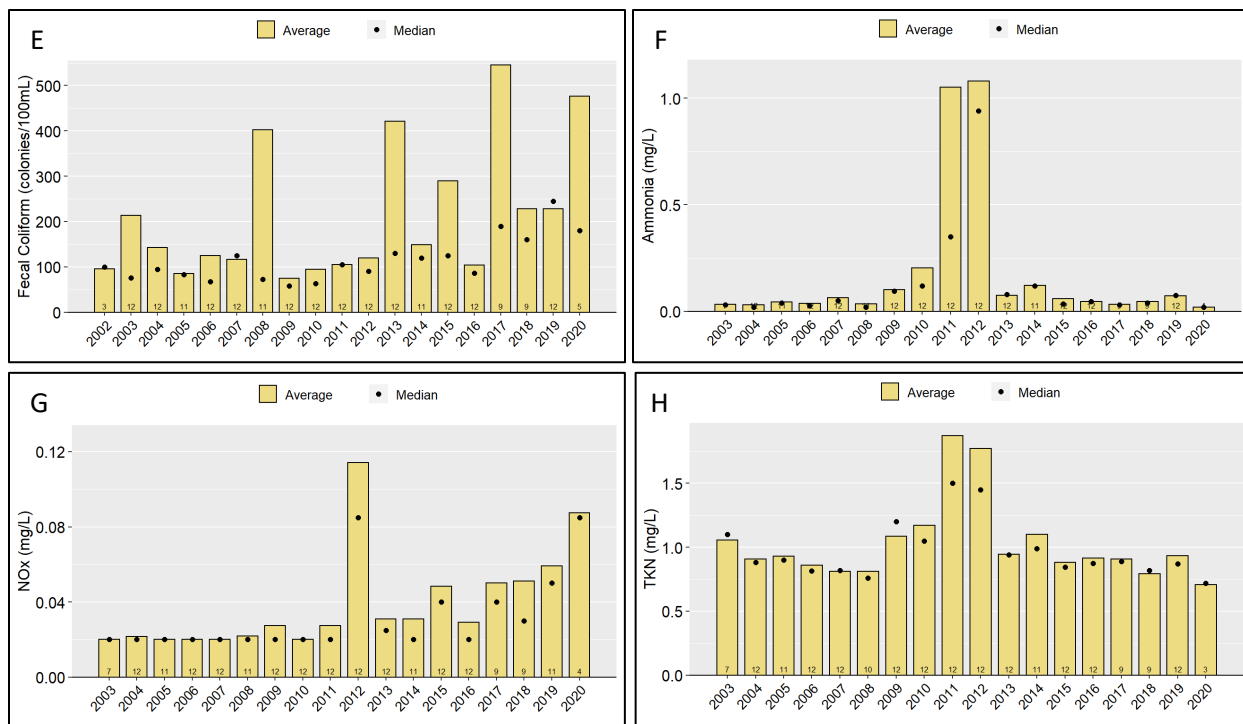 E
Average
Median
Fecal Coliform (colonies/100mL)
500
400
300
200
100
0
3 12 12 11 12 12 11 12 12 12 12 12 11 12 12 9 9 12 5
2002 2003 2004 2005 2006 2007 2008 2009 2010 2011 2012 2013 2014 2015 2016 2017 2018 2019 2020
F
Average
Median
Ammonia (mg/L)
1.0
0.5
0.0
12 12 12 12 12 12 11 12 12
2003 2004 2005 2006 2007 2008 2009 2010 2011 2012 2013 2014 2015 2016 2017 2018 2019 2020
G
Average
Median
NOx (mg/L)
0.12
0.08
0.04
0.00
7 12 11 12 12 11 12 12 12 12 12 11 12 12 9 9 11 4
2003 2004 2005 2006 2007 2008 2009 2010 2011 2012 2013 2014 2015 2016 2017 2018 2019 2020
H
Average
Median
TKN (mg/L)
1.5
1.0
0.5
0.0
7 12 11 12 12 10 12 12 12 12 12 11 12 12 9 9 12 3
2003 2004 2005 2006 2007 2008 2009 2010 2011 2012 2013 2014 2015 2016 2017 2018 2019 2020